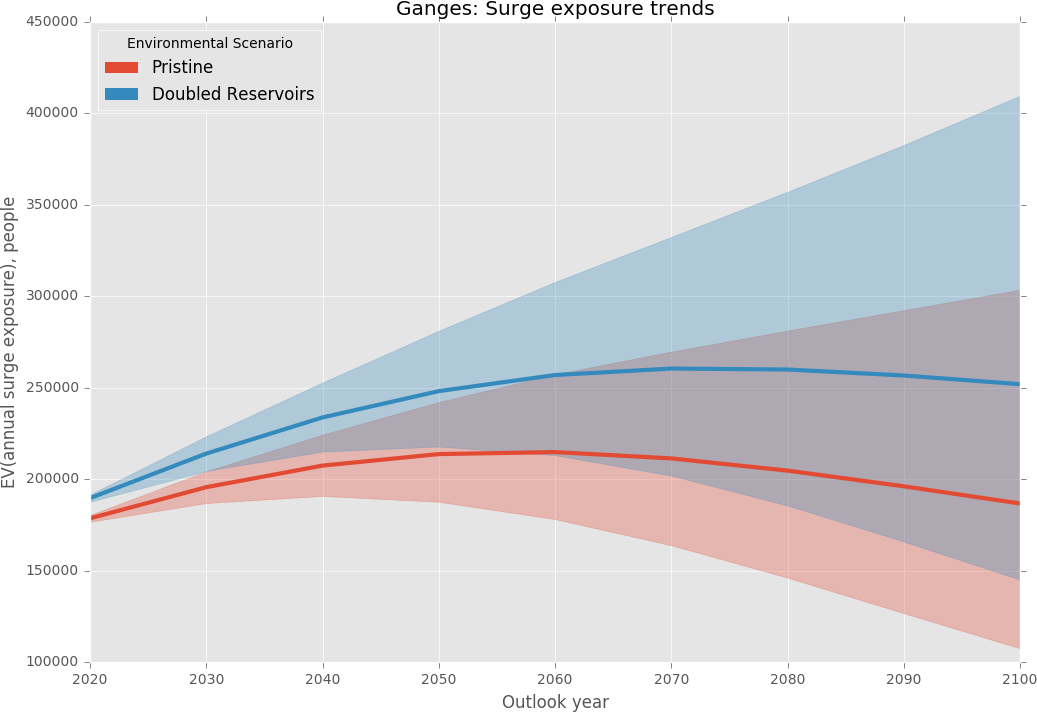 Ganges: Surge exposure trends
Environmental Scenario
Pristine
Doubled Reservoirs
EV(annual surge exposure), people
450000
400000
350000
300000
250000
200000
150000
100000
2020 2030 2040 2050 2060 2070 2080 2090 2100
Outlook year